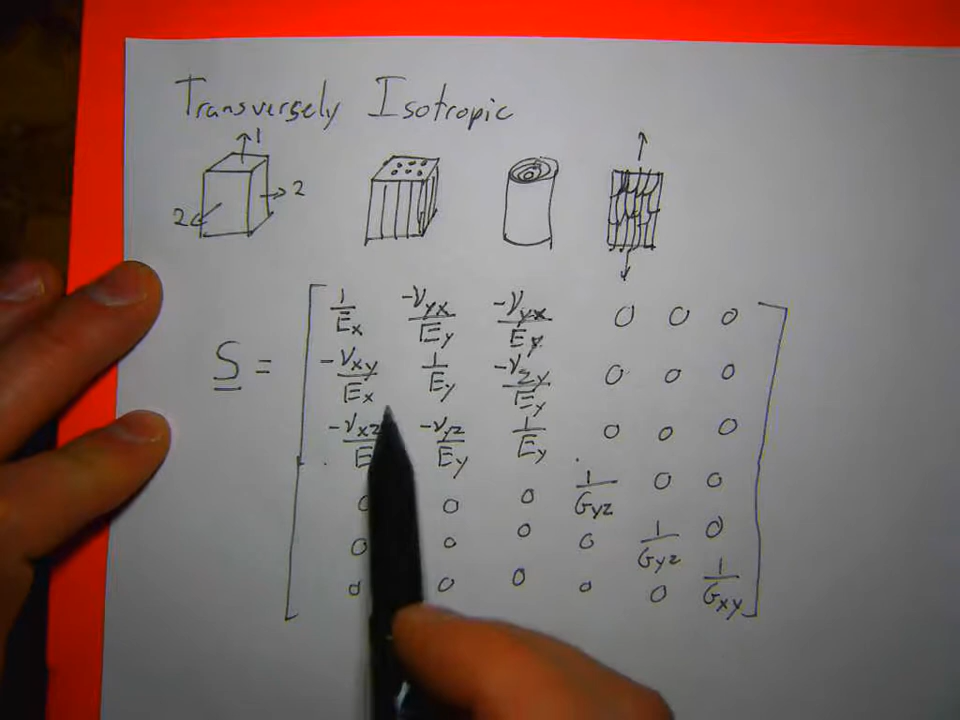 Transversely Isotropic
1
2 2
1/Ex -νyx/Ey -νyx/Ey 0 0 0
S = -νxy/Ex 1/Ey -νzy/Ey 0 0 0
-νxz/E -νyz/Ey 1/Ey 0 0 0
0 0 0 1/Gyz 0 0
0 0 0 0 1/Gyz 0
0 0 0 0 0 1/Gxy